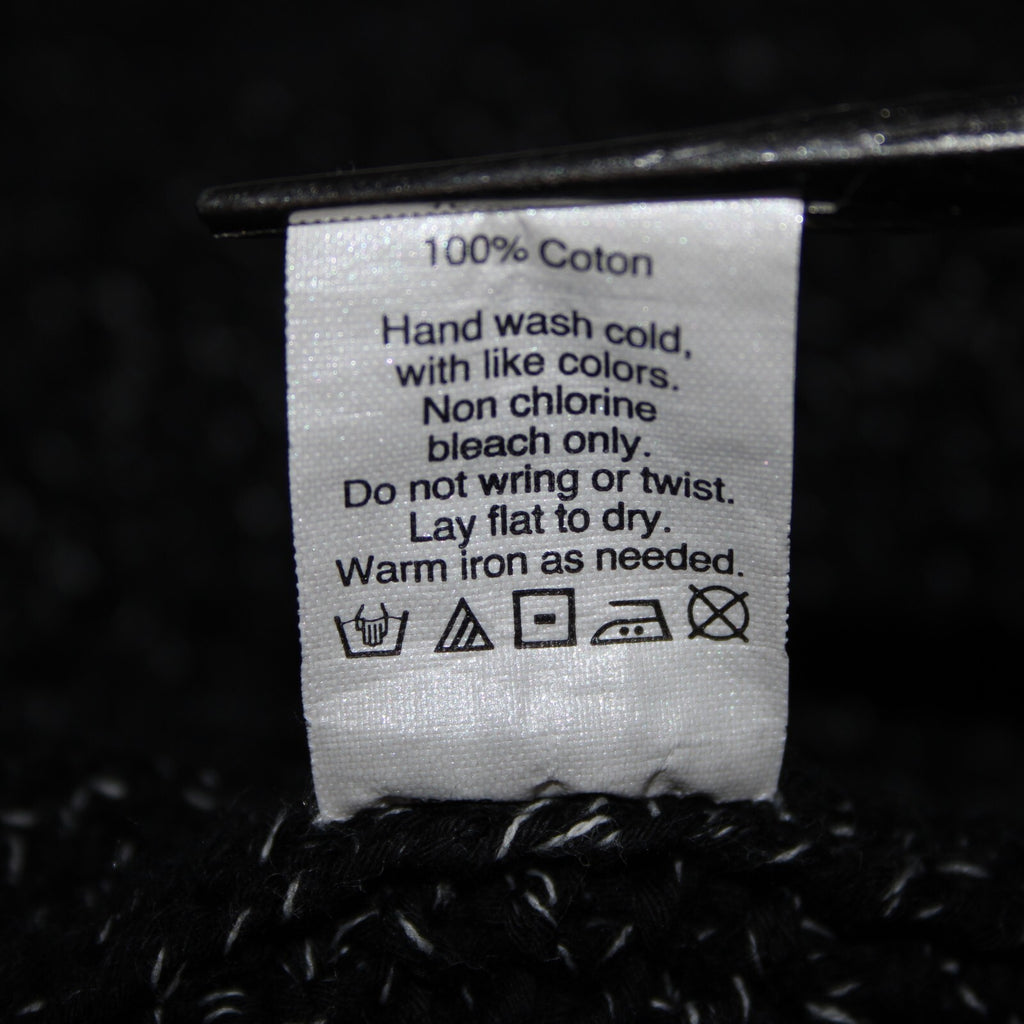 100% Coton
Hand wash cold,
with like colors.
Non chlorine
bleach only.
Do not wring or twist.
Lay flat to dry.
Warm iron as needed.